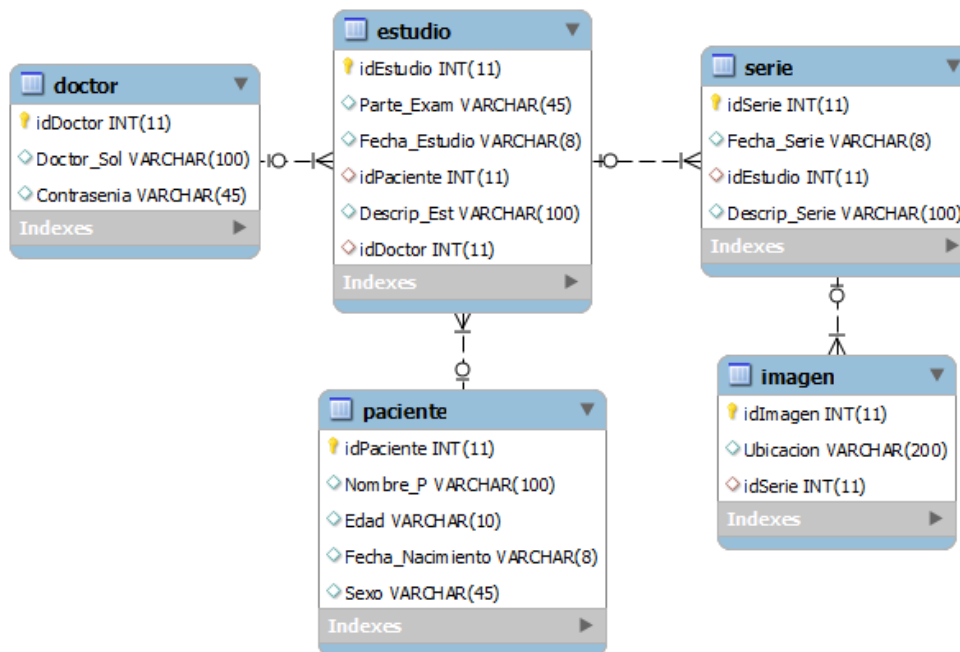 doctor
idDoctor INT(11)
Doctor_Sol VARCHAR(100)
Contrasenia VARCHAR(45)
Indexes
estudio
idEstudio INT(11)
Parte_Exam VARCHAR(45)
Fecha_Estudio VARCHAR(8)
idPaciente INT(11)
Descrip_Est VARCHAR(100)
idDoctor INT(11)
Indexes
serie
idSerie INT(11)
Fecha_Serie VARCHAR(8)
idEstudio INT(11)
Descrip_Serie VARCHAR(100)
Indexes
paciente
idPaciente INT(11)
Nombre_P VARCHAR(100)
Edad VARCHAR(10)
Fecha_Nacimiento VARCHAR(8)
Sexo VARCHAR(45)
Indexes
imagen
idImagen INT(11)
Ubicacion VARCHAR(200)
idSerie INT(11)
Indexes